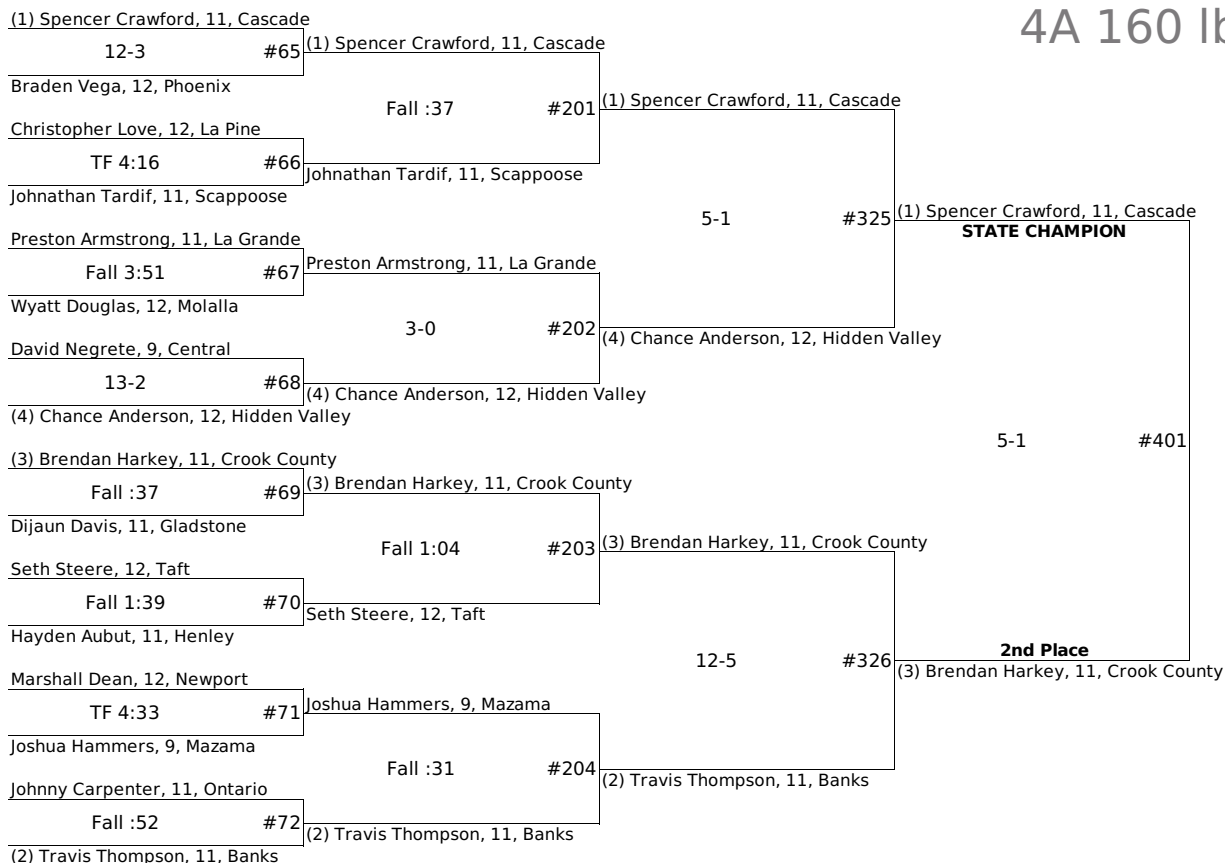 4A 160 lb
(1) Spencer Crawford, 11, Cascade
12-3 #65
Braden Vega, 12, Phoenix
Christopher Love, 12, La Pine
TF 4:16 #66
Johnathan Tardif, 11, Scappoose
Preston Armstrong, 11, La Grande
Fall 3:51 #67
Wyatt Douglas, 12, Molalla
David Negrete, 9, Central
13-2 #68
(4) Chance Anderson, 12, Hidden Valley
(3) Brendan Harkey, 11, Crook County
Fall :37 #69
Dijaun Davis, 11, Gladstone
Seth Steere, 12, Taft
Fall 1:39 #70
Hayden Aubut, 11, Henley
Marshall Dean, 12, Newport
TF 4:33 #71
Joshua Hammers, 9, Mazama
Johnny Carpenter, 11, Ontario
Fall :52 #72
(2) Travis Thompson, 11, Banks
(1) Spencer Crawford, 11, Cascade
Fall :37 #201
Johnathan Tardif, 11, Scappoose
Preston Armstrong, 11, La Grande
3-0 #202
(4) Chance Anderson, 12, Hidden Valley
(3) Brendan Harkey, 11, Crook County
Fall 1:04 #203
Seth Steere, 12, Taft
Joshua Hammers, 9, Mazama
Fall :31 #204
(2) Travis Thompson, 11, Banks
(1) Spencer Crawford, 11, Cascade
5-1 #325
(4) Chance Anderson, 12, Hidden Valley
(3) Brendan Harkey, 11, Crook County
12-5 #326
(2) Travis Thompson, 11, Banks
(1) Spencer Crawford, 11, Cascade
STATE CHAMPION
5-1 #401
2nd Place
(3) Brendan Harkey, 11, Crook County